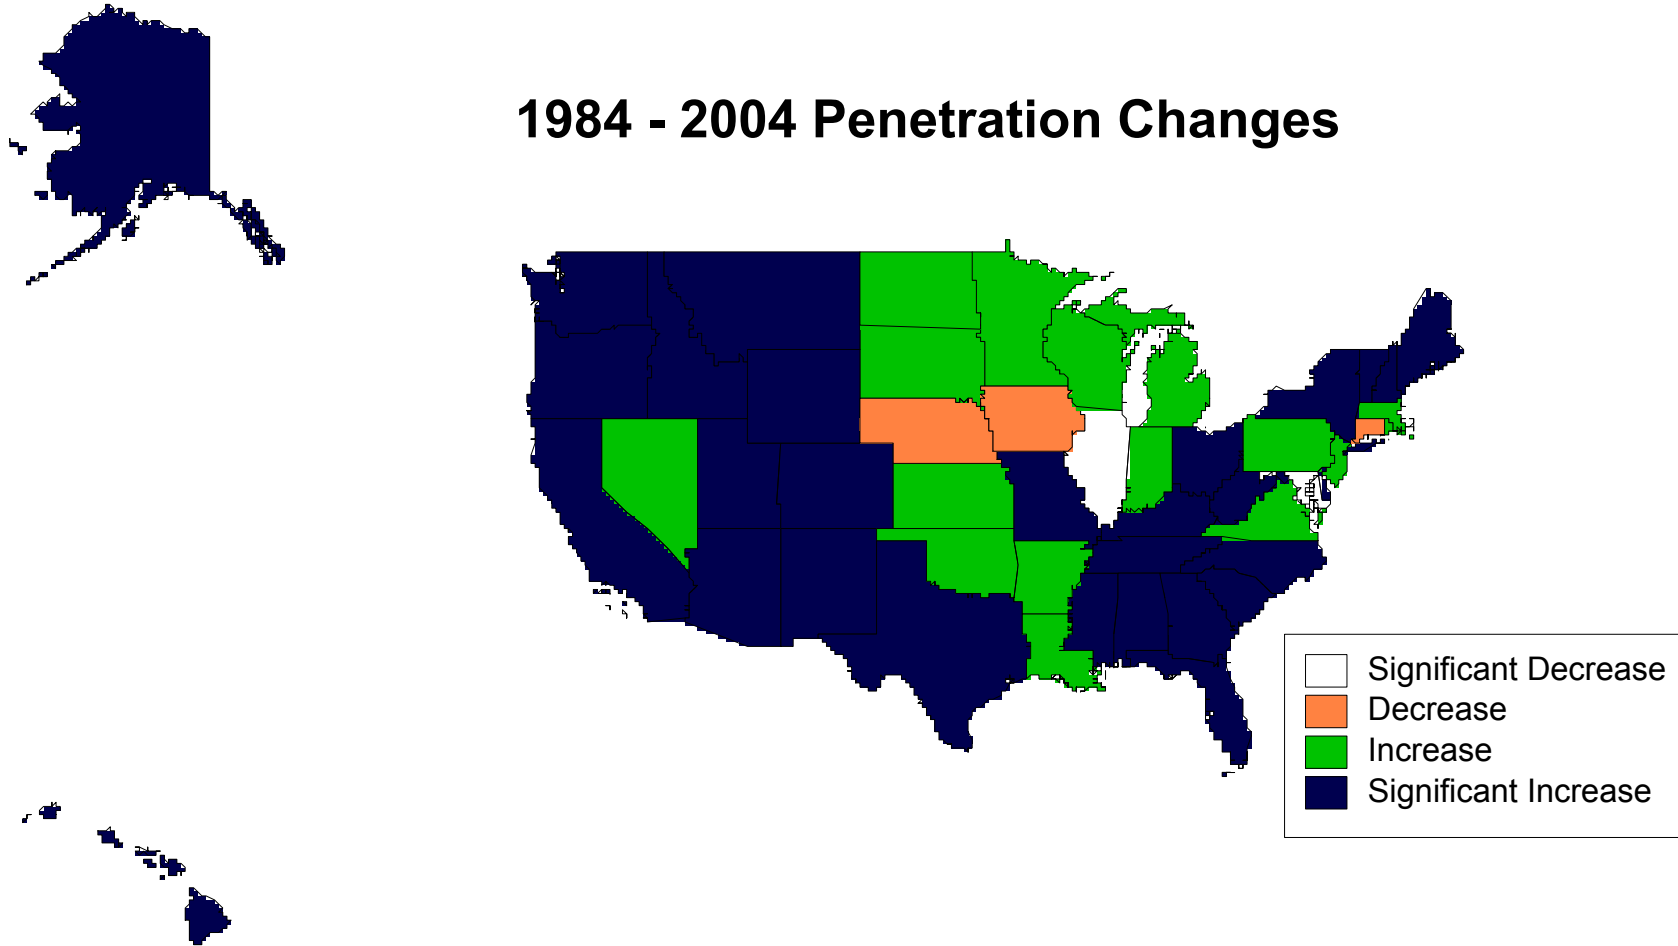 1984 - 2004 Penetration Changes
Significant Decrease
Decrease
Increase
Significant Increase